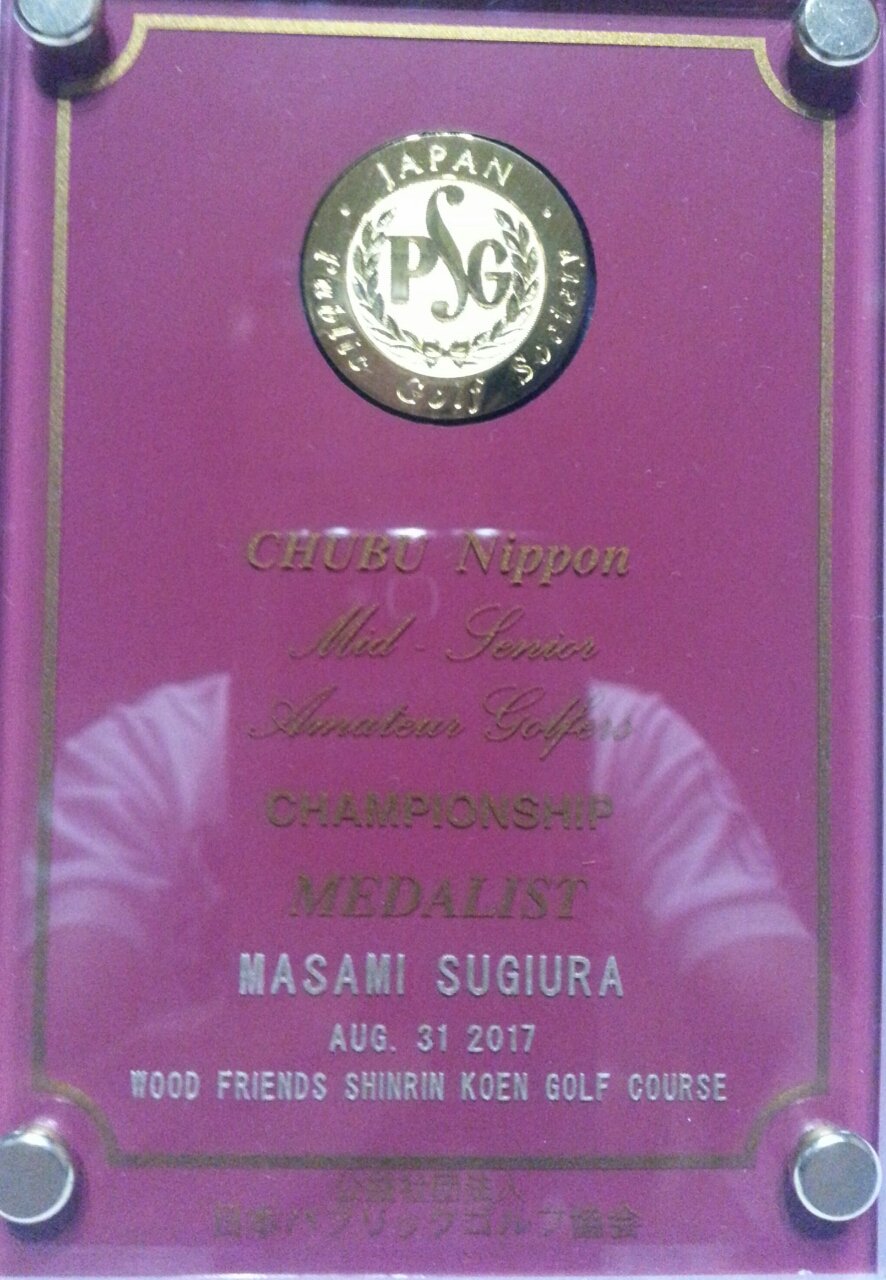 JAPAN
PSG
Public Golf Society
CHUBU Nippon
Mid - Senior
Amateur Golfers
CHAMPIONSHIP
MEDALIST
MASAMI SUGIURA
AUG. 31 2017
WOOD FRIENDS SHINRIN KOEN GOLF COURSE
公益社団法人
日本パブリックゴルフ協会